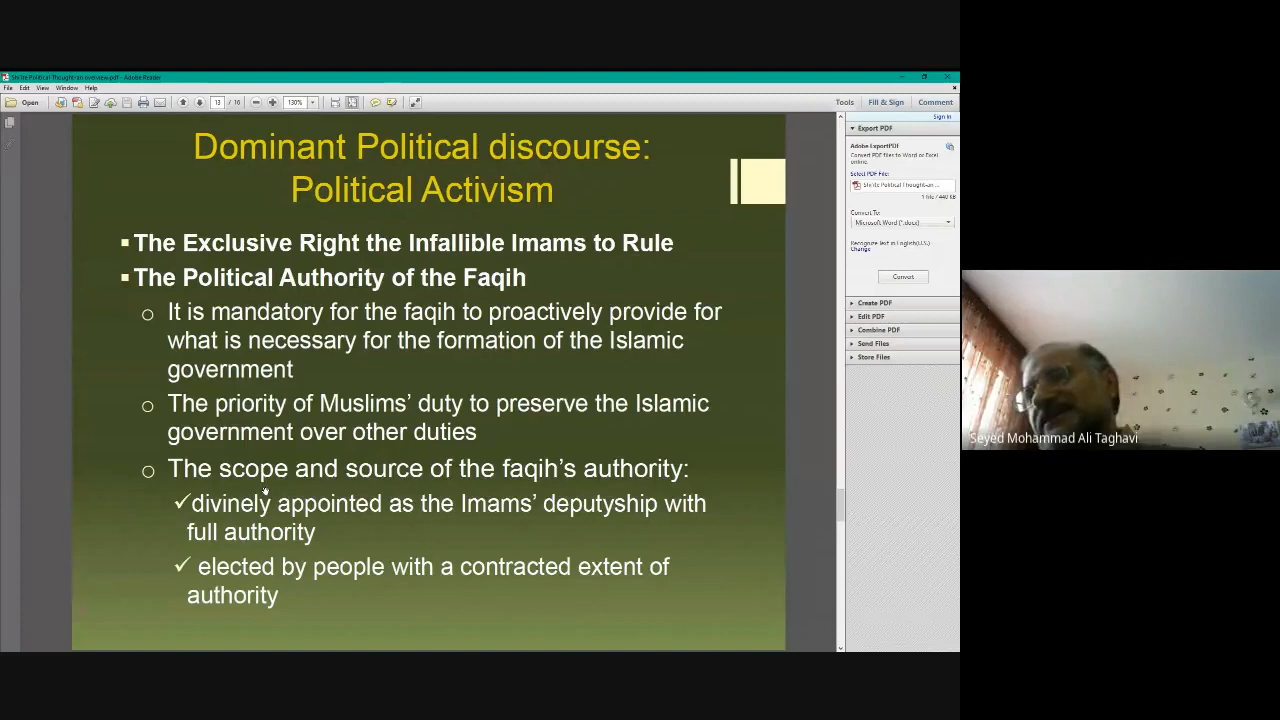 Shi'ite Political Thought-an overview.pdf - Adobe Reader
File Edit View Window Help
Open 13 / 16 130% Tools Fill & Sign Comment
Sign In
Dominant Political discourse:
Political Activism
▪ The Exclusive Right the Infallible Imams to Rule
▪ The Political Authority of the Faqih
o It is mandatory for the faqih to proactively provide for
what is necessary for the formation of the Islamic
government
o The priority of Muslims’ duty to preserve the Islamic
government over other duties
o The scope and source of the faqih’s authority:
✓divinely appointed as the Imams’ deputyship with
full authority
✓ elected by people with a contracted extent of
authority
Export PDF
Adobe ExportPDF
Convert PDF files to Word or Excel
online.
Select PDF File:
Shi'ite Political Thought-an ...
1 file / 440 KB
Convert To:
Microsoft Word (*.docx)
Recognize Text in English(U.S.)
Change
Convert
Create PDF
Edit PDF
Combine PDF
Send Files
Store Files
Seyed Mohammad Ali Taghavi